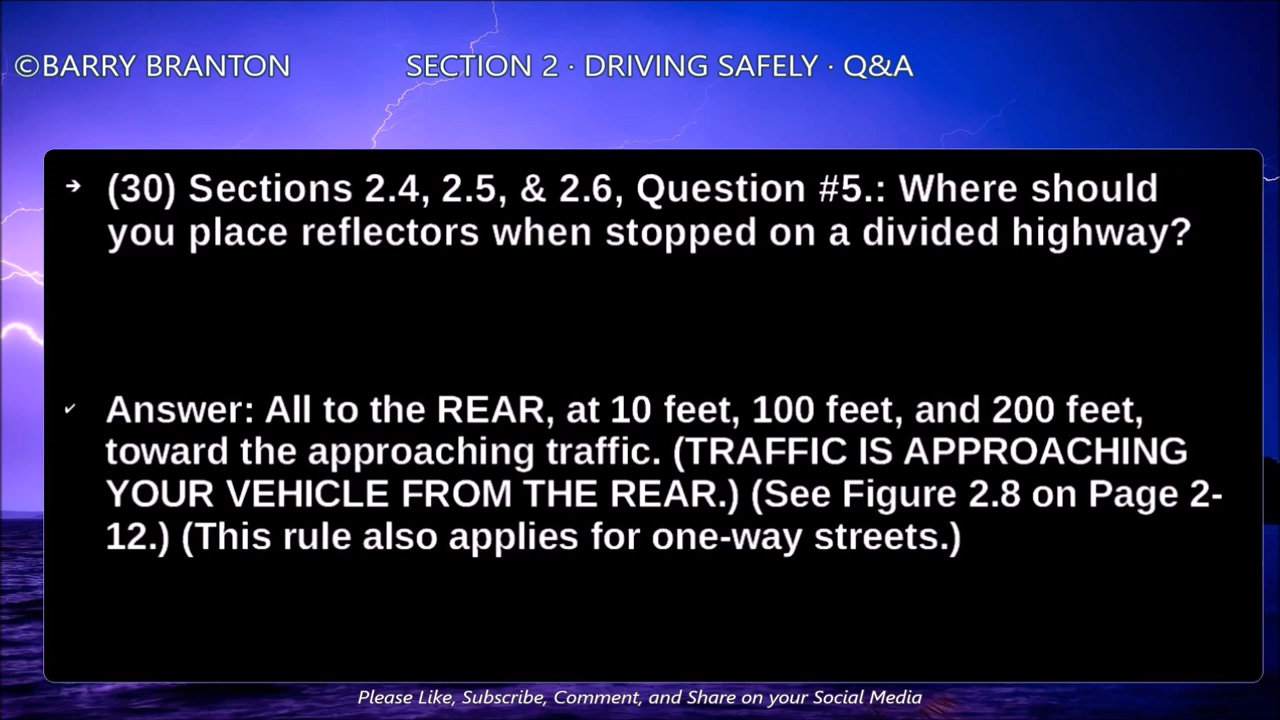 ©BARRY BRANTON
SECTION 2 · DRIVING SAFELY · Q&A
(30) Sections 2.4, 2.5, & 2.6, Question #5.: Where should
you place reflectors when stopped on a divided highway?
Answer: All to the REAR, at 10 feet, 100 feet, and 200 feet,
toward the approaching traffic. (TRAFFIC IS APPROACHING
YOUR VEHICLE FROM THE REAR.) (See Figure 2.8 on Page 2-
12.) (This rule also applies for one-way streets.)
Please Like, Subscribe, Comment, and Share on your Social Media